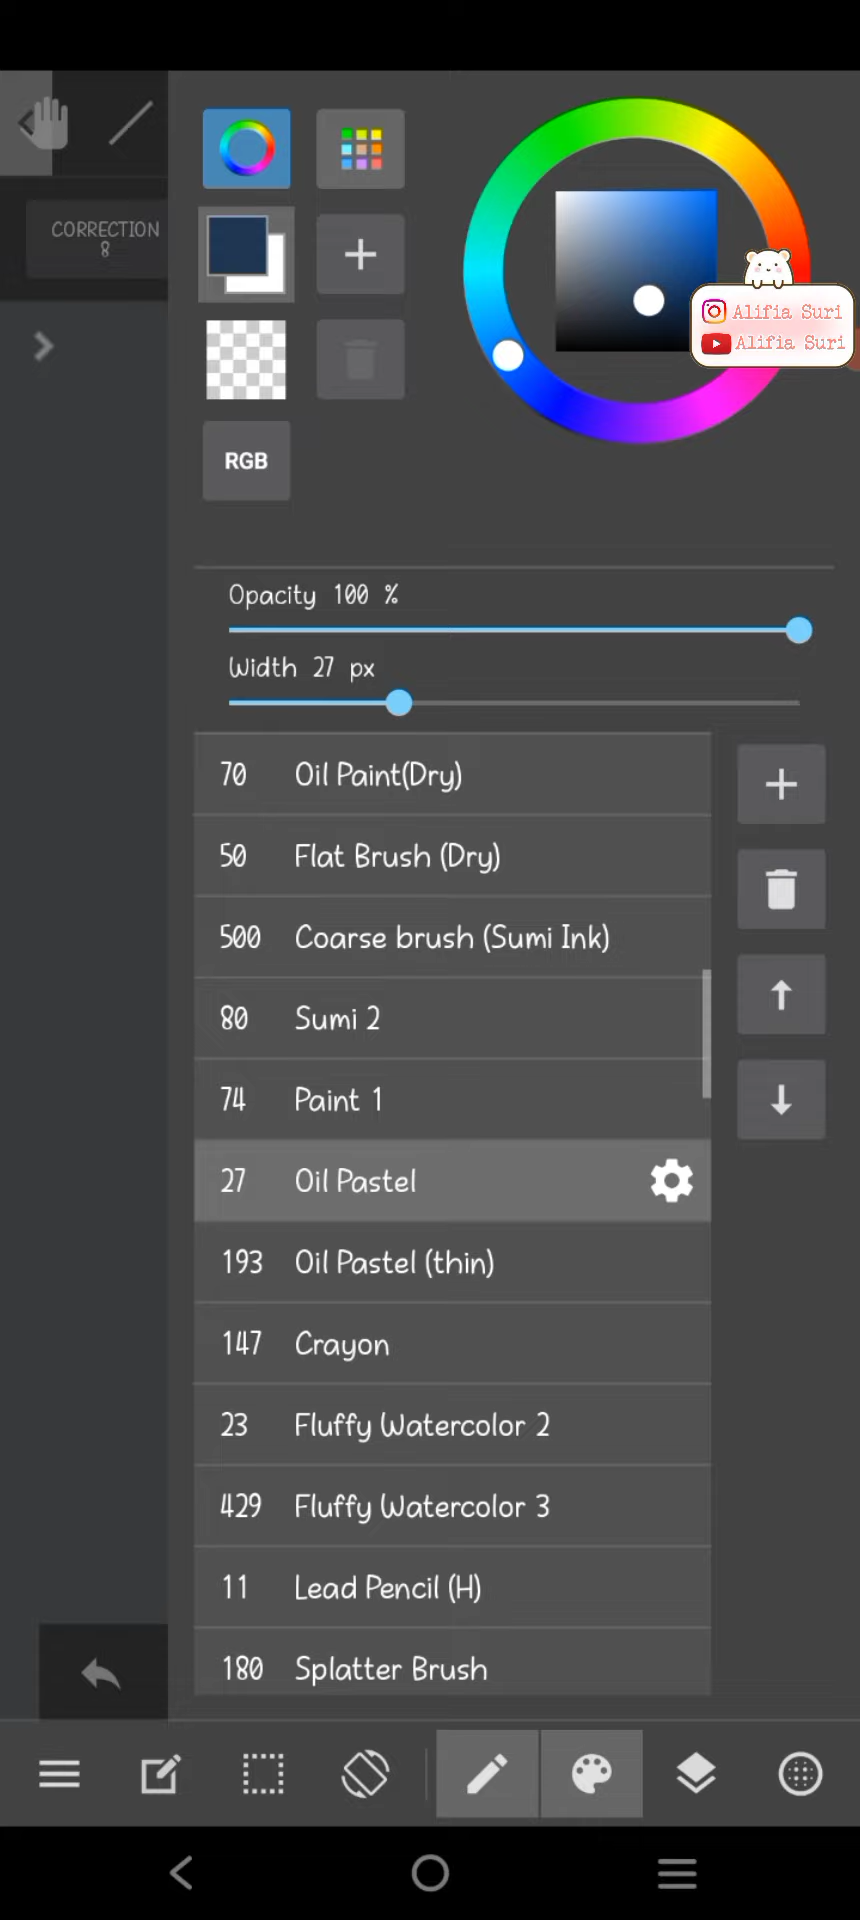 CORRECTION
8
Alifia Suri
Alifia Suri
RGB
Opacity 100 %
Width 27 px
70 Oil Paint(Dry)
50 Flat Brush (Dry)
500 Coarse brush (Sumi Ink)
80 Sumi 2
74 Paint 1
27 Oil Pastel
193 Oil Pastel (thin)
147 Crayon
23 Fluffy Watercolor 2
429 Fluffy Watercolor 3
11 Lead Pencil (H)
180 Splatter Brush